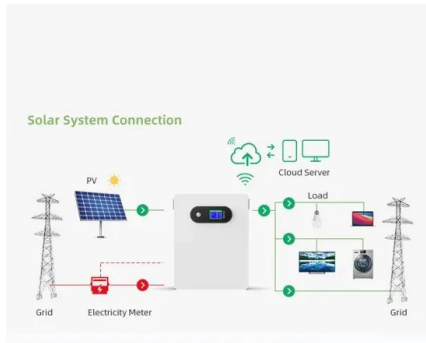 Solar System Connection
Cloud Server
PV
Load
Grid
Electricity Meter
Grid